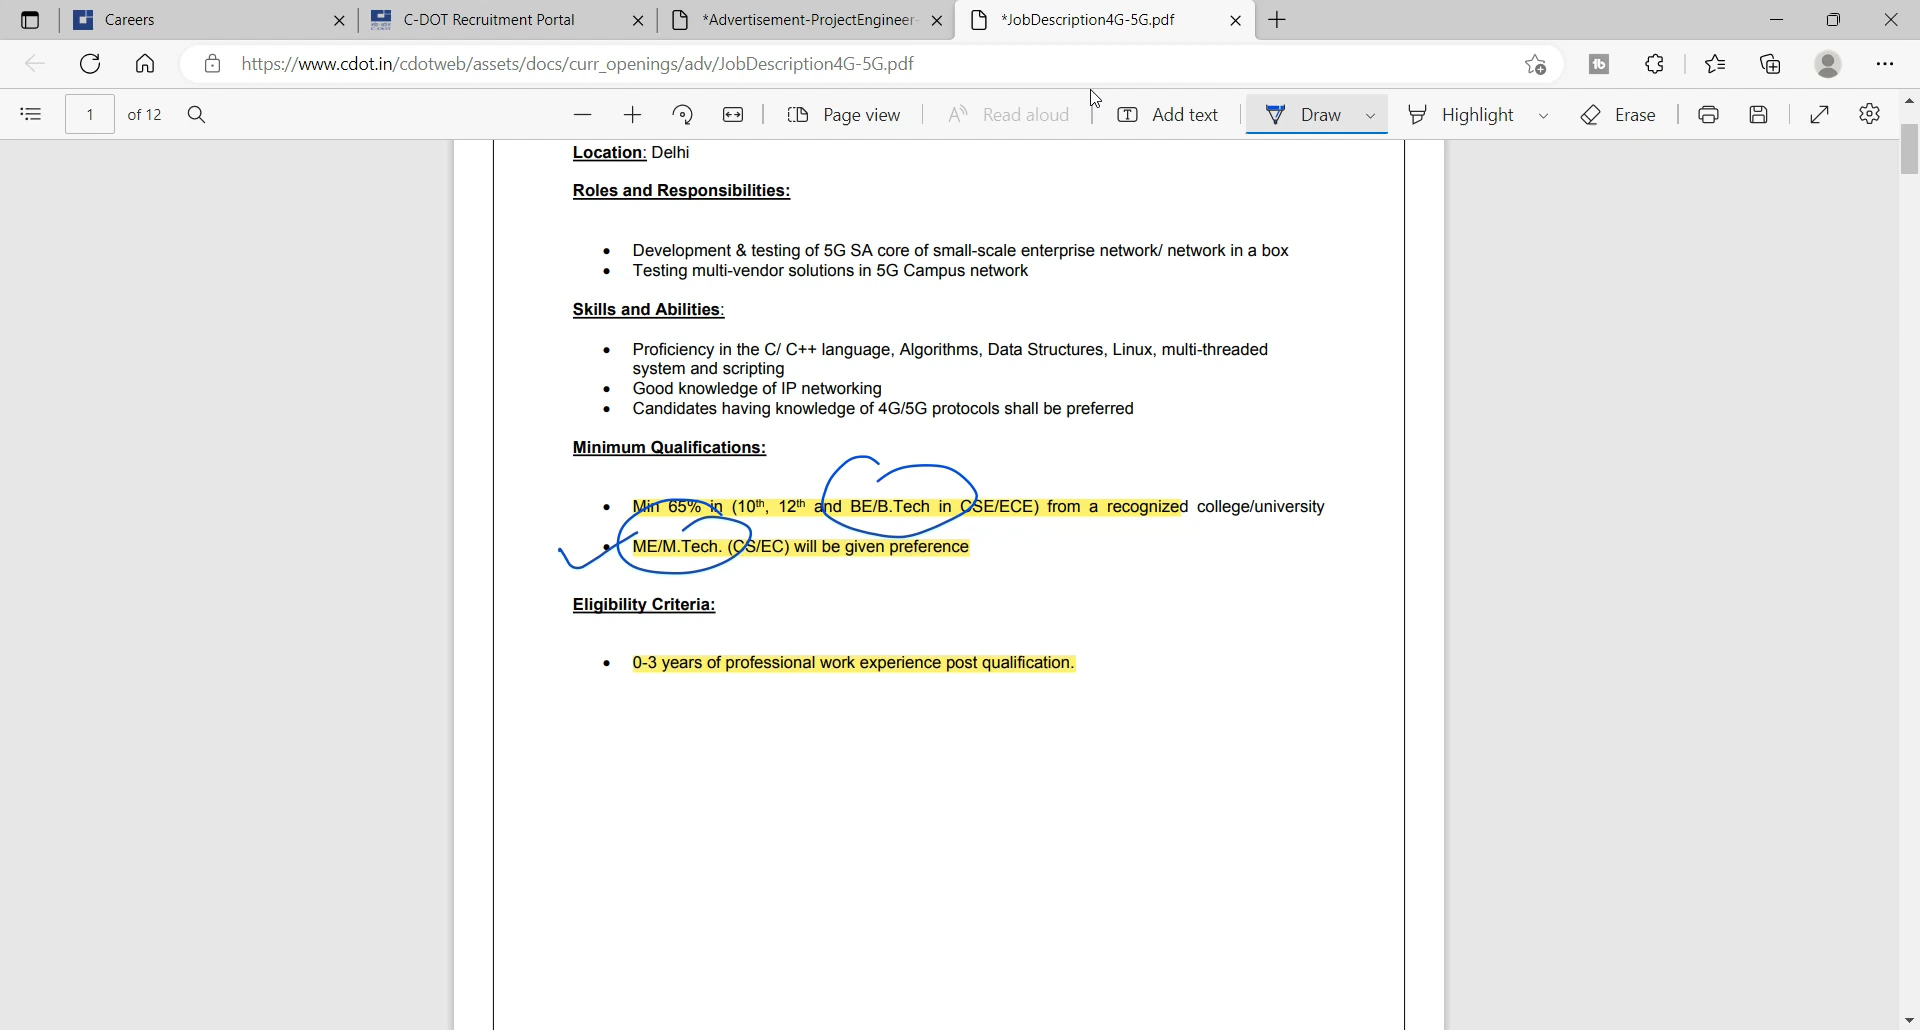 Careers
C-DOT Recruitment Portal
*Advertisement-ProjectEngineer-
*JobDescription4G-5G.pdf
https://www.cdot.in/cdotweb/assets/docs/curr_openings/adv/JobDescription4G-5G.pdf
1 of 12
Page view
Read aloud
Add text
Draw
Highlight
Erase
Location: Delhi
Roles and Responsibilities:
• Development & testing of 5G SA core of small-scale enterprise network/ network in a box
• Testing multi-vendor solutions in 5G Campus network
Skills and Abilities:
• Proficiency in the C/ C++ language, Algorithms, Data Structures, Linux, multi-threaded
system and scripting
• Good knowledge of IP networking
• Candidates having knowledge of 4G/5G protocols shall be preferred
Minimum Qualifications:
• Min 65% in (10th, 12th and BE/B.Tech in CSE/ECE) from a recognized college/university
• ME/M.Tech. (CS/EC) will be given preference
Eligibility Criteria:
• 0-3 years of professional work experience post qualification.